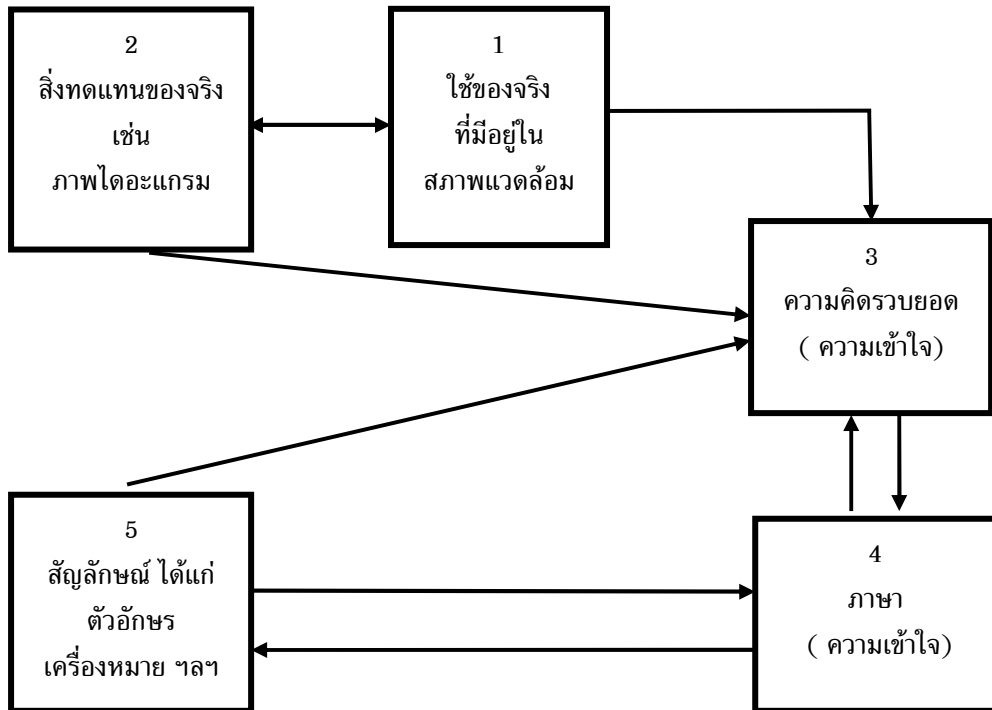 2
สิ่งทดแทนของจริง
เช่น
ภาพไดอะแกรม
1
ใช้ของจริง
ที่มีอยู่ใน
สภาพแวดล้อม
3
ความคิดรวบยอด
( ความเข้าใจ)
5
สัญลักษณ์ ได้แก่
ตัวอักษร
เครื่องหมาย ฯลฯ
4
ภาษา
( ความเข้าใจ)